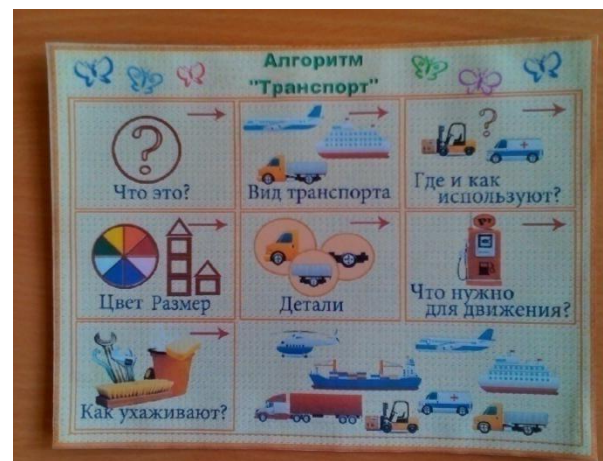 Алгоритм
"Транспорт"
?
Что это?
Вид транспорта
?
Где и как
используют?
Цвет Размер
Детали
Что нужно
для движения?
Как ухаживают?